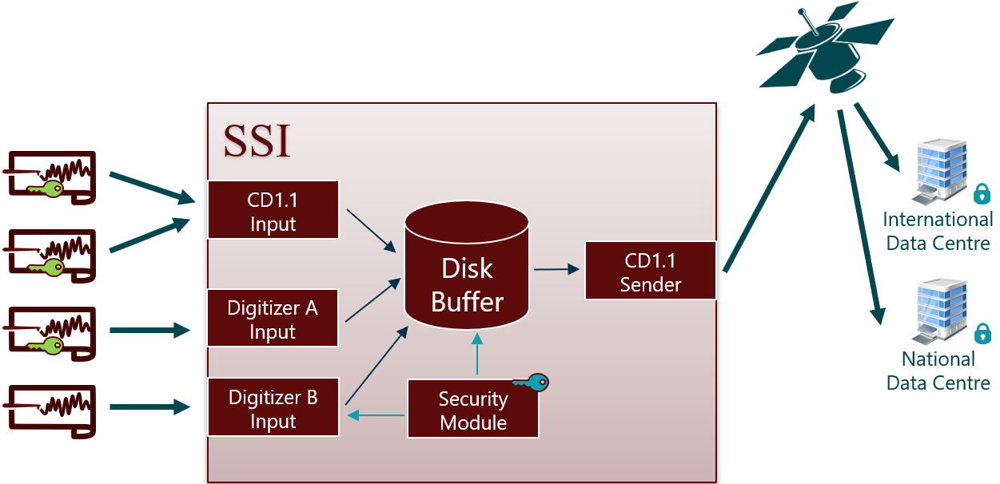 SSI
CD1.1
Input
Disk
Buffer
CD1.1
Sender
Digitizer A
Input
Digitizer B
Input
Security
Module
International
Data Centre
National
Data Centre